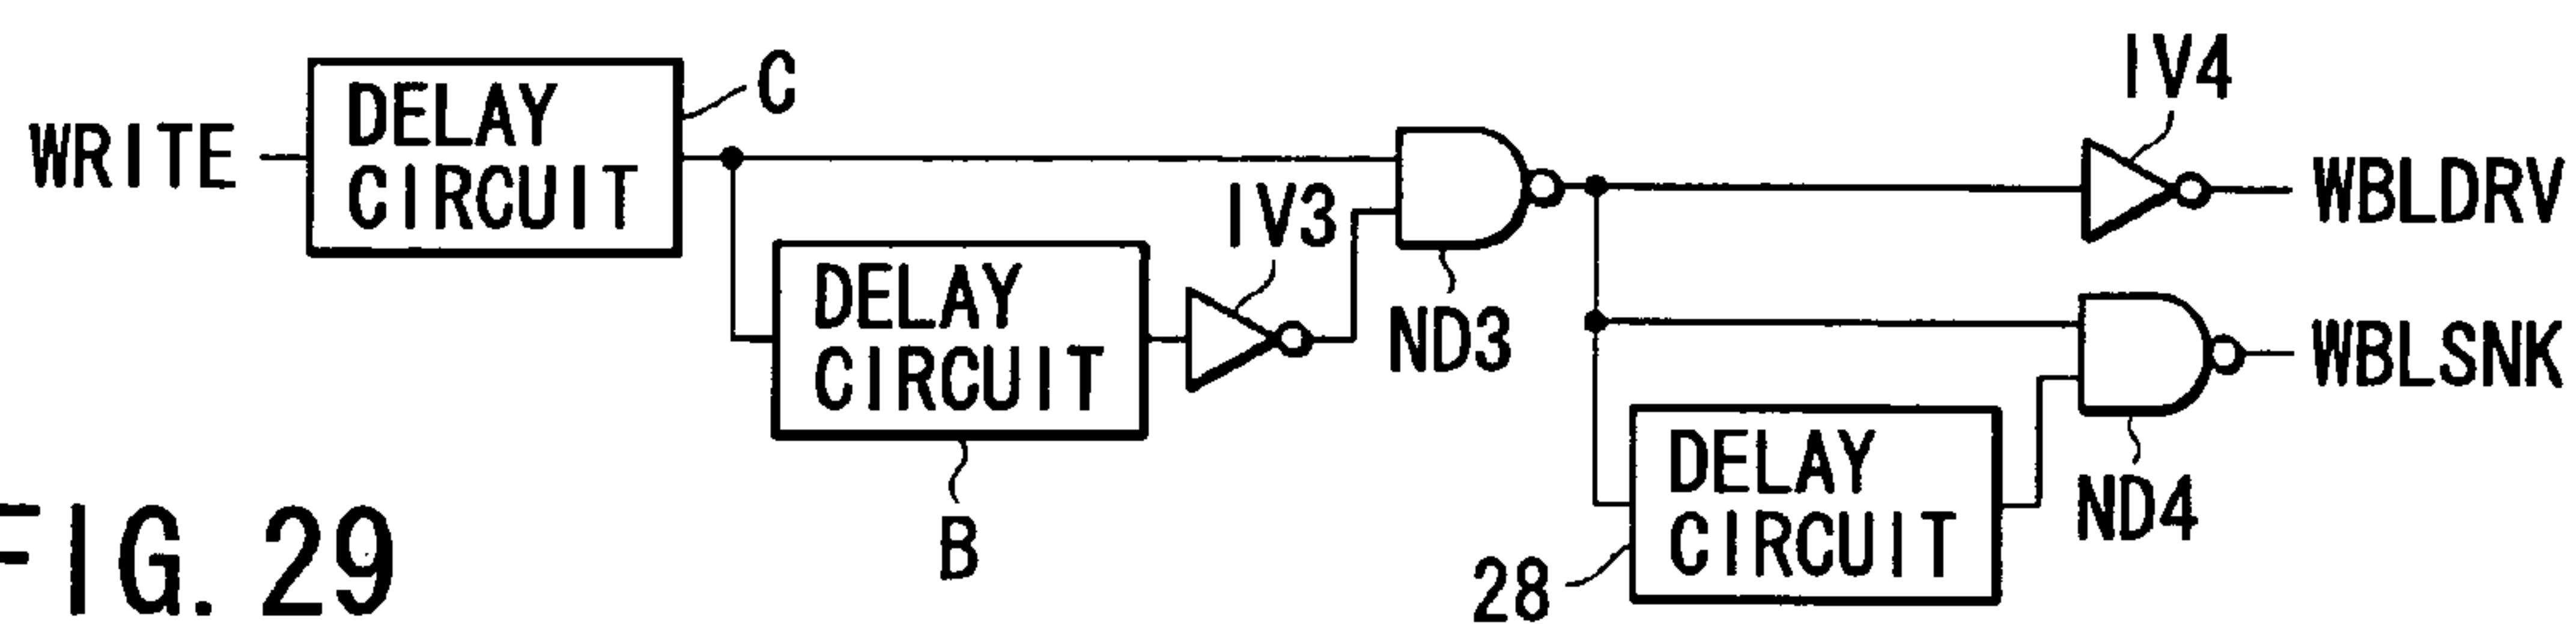 WRITE
DELAY
CIRCUIT
C
DELAY
CIRCUIT
B
IV3
ND3
IV4
WBLDRV
WBLSNK
ND4
DELAY
CIRCUIT
28
FIG. 29